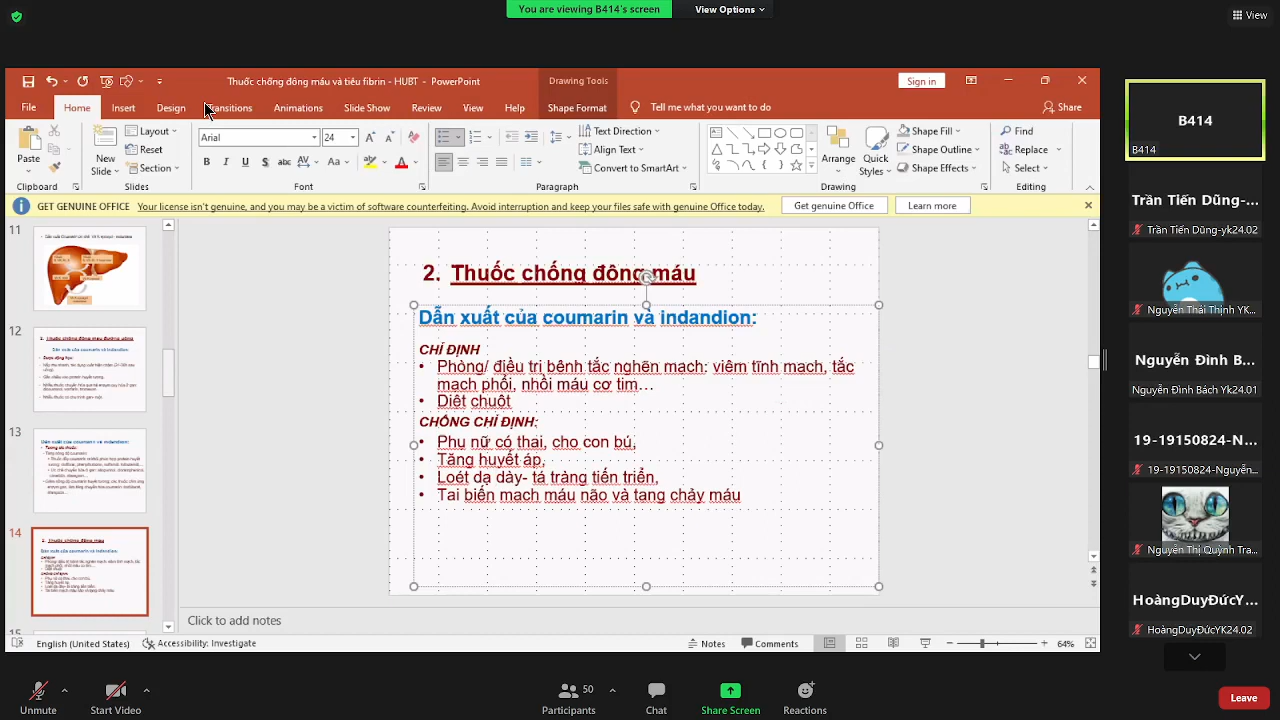 You are viewing B414's screen
View Options
View
Thuốc chống đông máu và tiêu fibrin - HUBT - PowerPoint
Drawing Tools
Sign in
File Home Insert Design Transitions Animations Slide Show Review View Help Shape Format Tell me what you want to do Share
Paste
Clipboard
New Slide
Layout
Reset
Section
Slides
Arial 24
B I U S abc AV Aa A
Font
Paragraph
Text Direction
Align Text
Convert to SmartArt
Arrange
Quick Styles
Shape Fill
Shape Outline
Shape Effects
Drawing
Find
Replace
Select
Editing
GET GENUINE OFFICE Your license isn't genuine, and you may be a victim of software counterfeiting. Avoid interruption and keep your files safe with genuine Office today. Get genuine Office Learn more
11
12
13
14
15
2. Thuốc chống đông máu
Dẫn xuất của coumarin và indandion:
CHỈ ĐỊNH
• Phòng/ điều trị bệnh tắc nghẽn mạch: viêm tĩnh mạch, tắc
mạch phổi, nhồi máu cơ tim…
• Diệt chuột
CHỐNG CHỈ ĐỊNH:
• Phụ nữ có thai, cho con bú,
• Tăng huyết áp,
• Loét dạ dày- tá tràng tiến triển,
• Tai biến mạch máu não và tạng chảy máu
Click to add notes
English (United States) Accessibility: Investigate
Notes Comments 64%
B414
B414
Trần Tiến Dũng-...
Trần Tiến Dũng-yk24.02
Nguyễn Hải Thịnh YK...
Nguyễn Đình B...
Nguyễn Đình Bách Yk24.01
19-19150824-N...
19-19150824-Nguyễn...
Nguyễn Thị Quỳnh Tra...
HoàngDuyĐứcY...
HoàngDuyĐứcYK24.02
Unmute
Start Video
50
Participants
Chat
Share Screen
Reactions
Leave